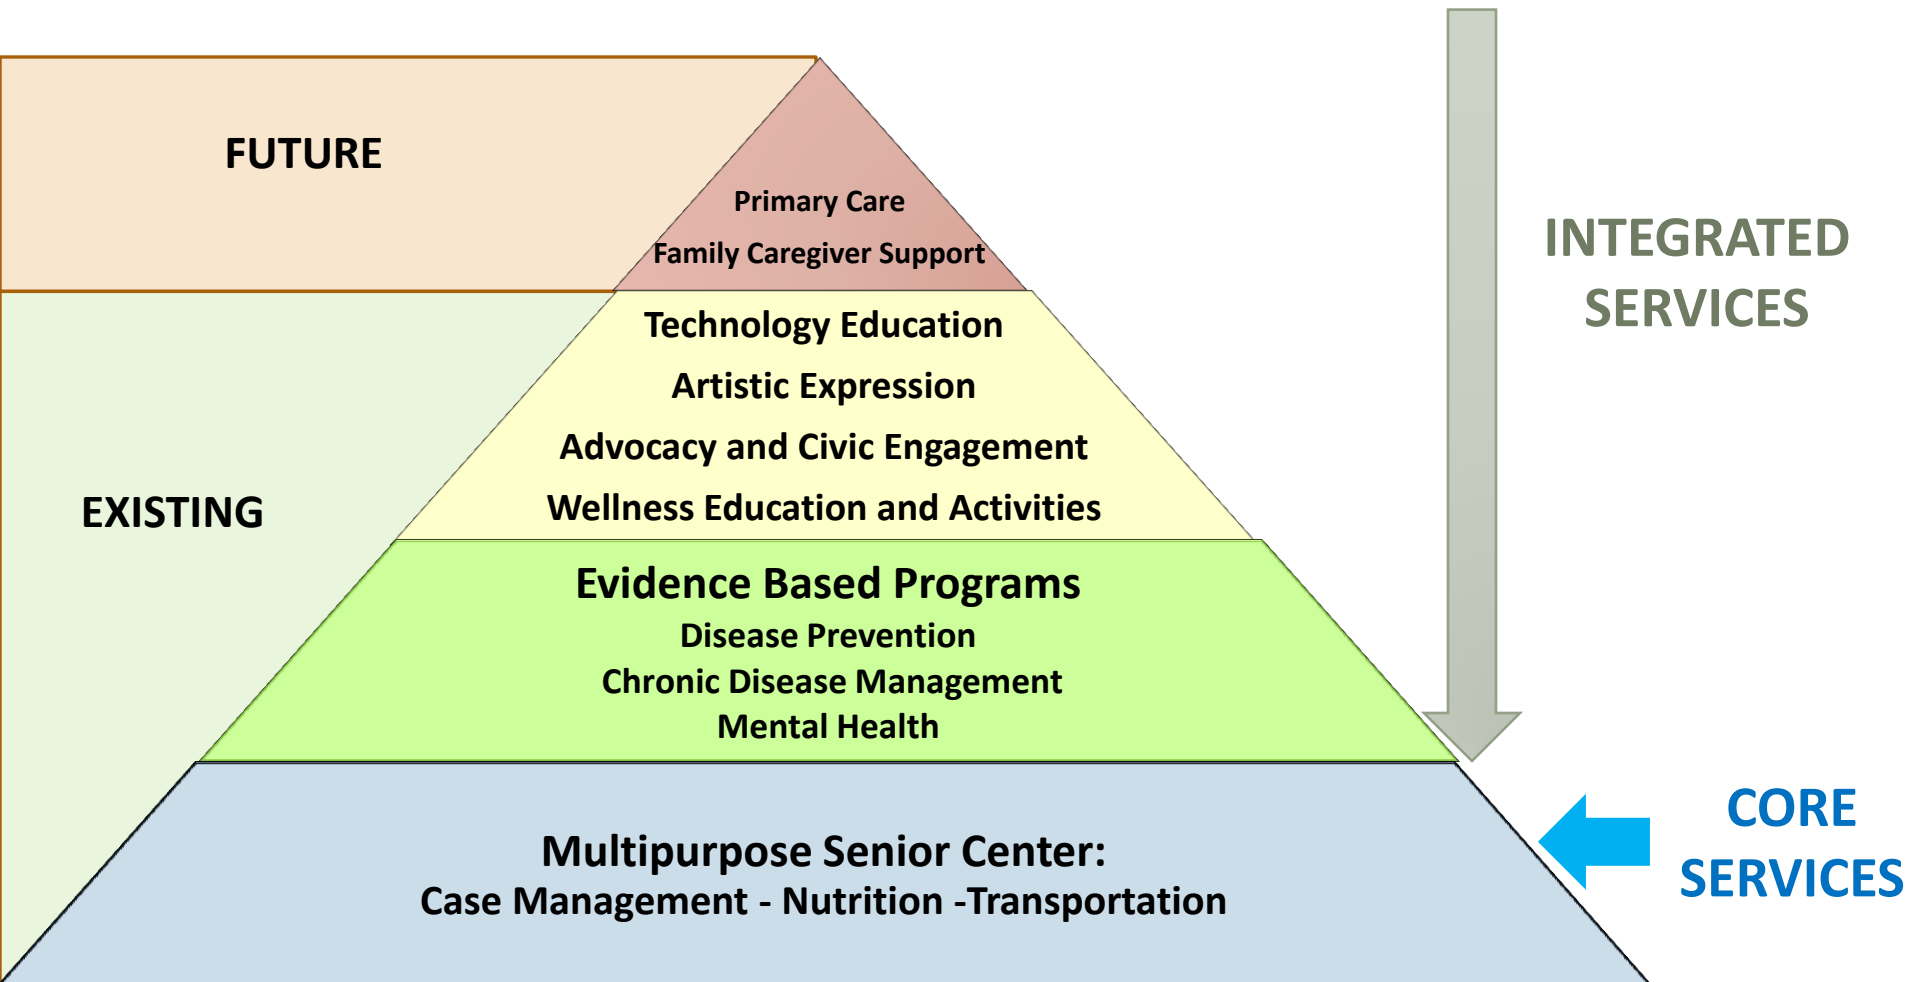 FUTURE
Primary Care
Family Caregiver Support
INTEGRATED
SERVICES
EXISTING
Technology Education
Artistic Expression
Advocacy and Civic Engagement
Wellness Education and Activities
Evidence Based Programs
Disease Prevention
Chronic Disease Management
Mental Health
Multipurpose Senior Center:
Case Management - Nutrition -Transportation
CORE
SERVICES